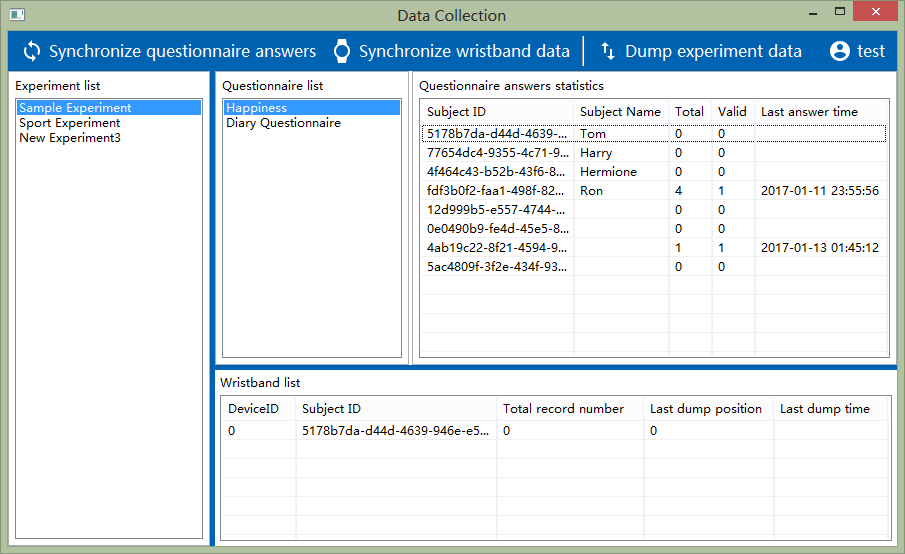 Data Collection
Synchronize questionnaire answers Synchronize wristband data Dump experiment data test
Experiment list
Sample Experiment
Sport Experiment
New Experiment3
Questionnaire list
Happiness
Diary Questionnaire
Questionnaire answers statistics
Subject ID Subject Name Total Valid Last answer time
5178b7da-d44d-4639-... Tom 0 0
77654dc4-9355-4c71-9... Harry 0 0
4f464c43-b52b-43f6-8... Hermione 0 0
fdf3b0f2-faa1-498f-82... Ron 4 1 2017-01-11 23:55:56
12d999b5-e557-4744-... 0 0
0e0490b9-fe4d-45e5-8... 0 0
4ab19c22-8f21-4594-9... 1 1 2017-01-13 01:45:12
5ac4809f-3f2e-434f-93... 0 0
Wristband list
DeviceID Subject ID Total record number Last dump position Last dump time
0 5178b7da-d44d-4639-946e-e5... 0 0